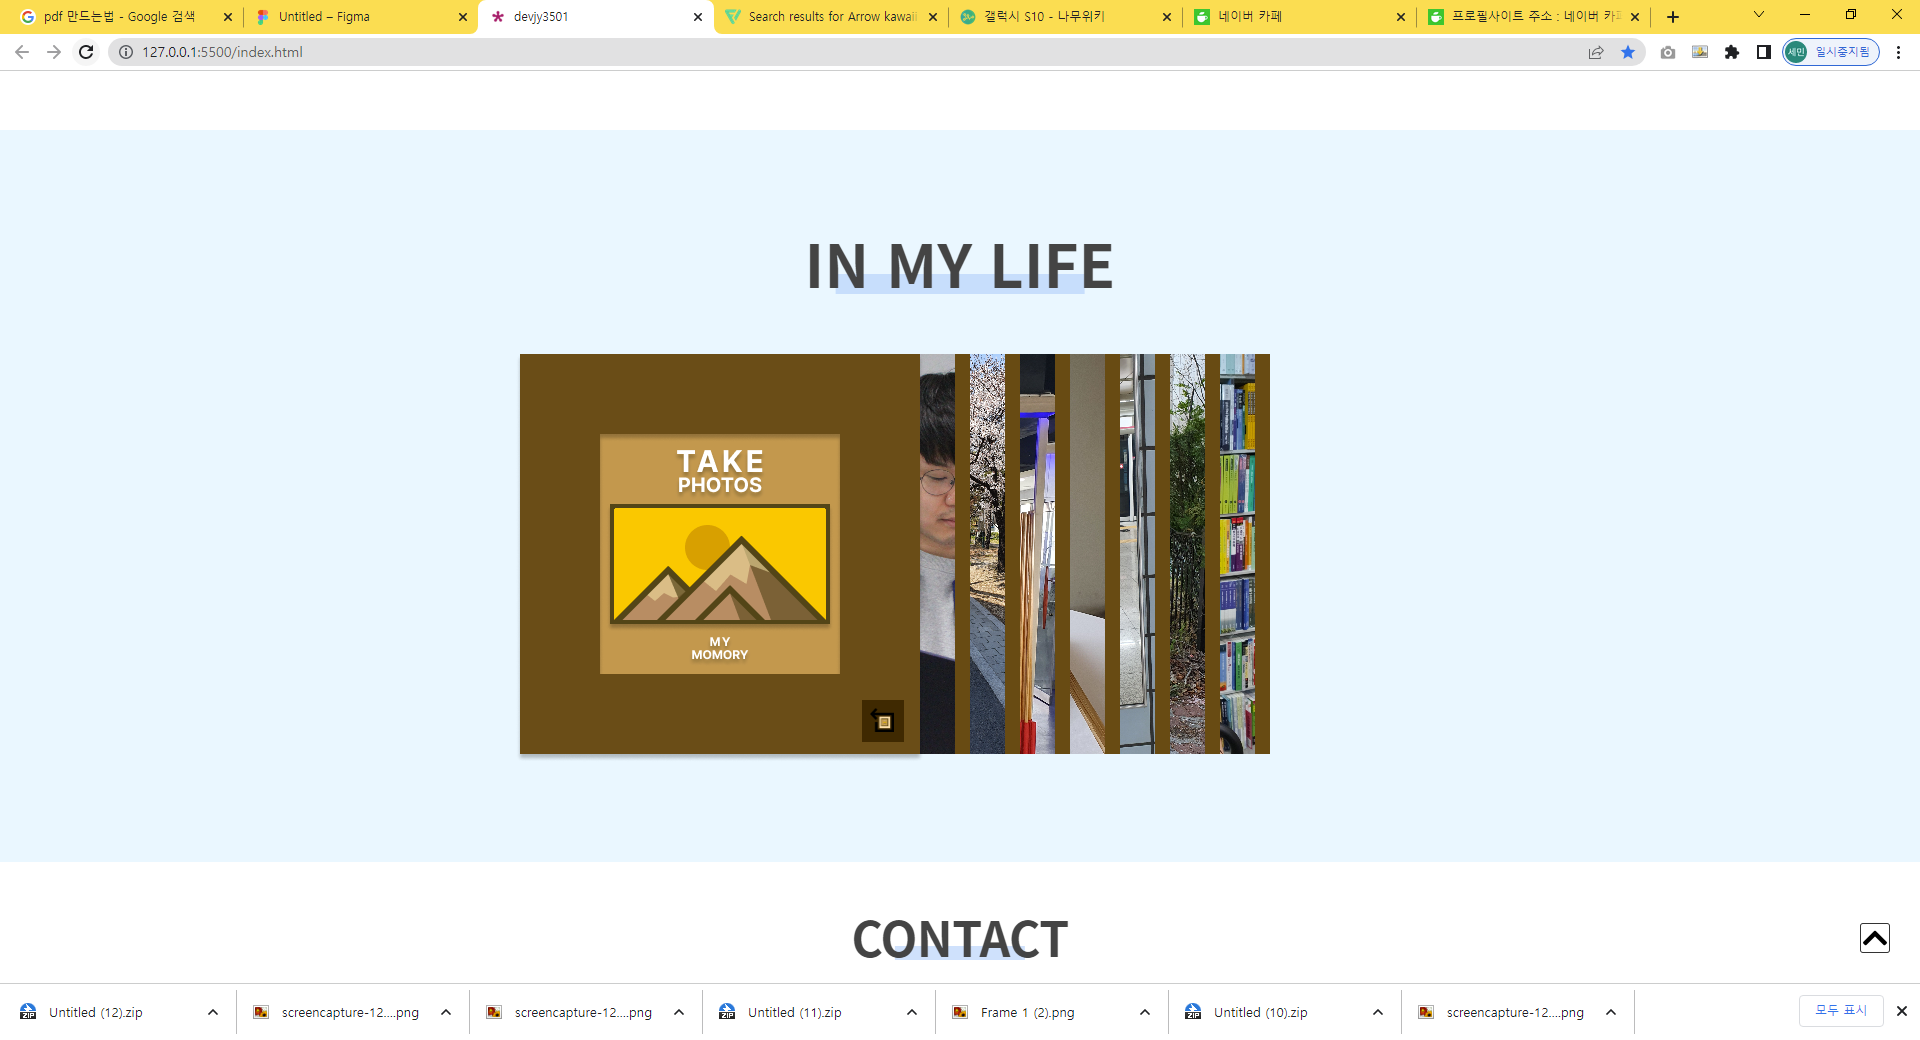 pdf 만드는법 - Google 검색
Untitled – Figma
devjy3501
Search results for Arrow kawaii
갤럭시 S10 - 나무위키
네이버 카페
프로필사이트 주소 : 네이버 카
127.0.0.1:5500/index.html
세민
일시중지됨
IN MY LIFE
TAKE
PHOTOS
MY
MOMORY
CONTACT
Untitled (12).zip
screencapture-12....png
screencapture-12....png
Untitled (11).zip
Frame 1 (2).png
Untitled (10).zip
screencapture-12....png
모두 표시